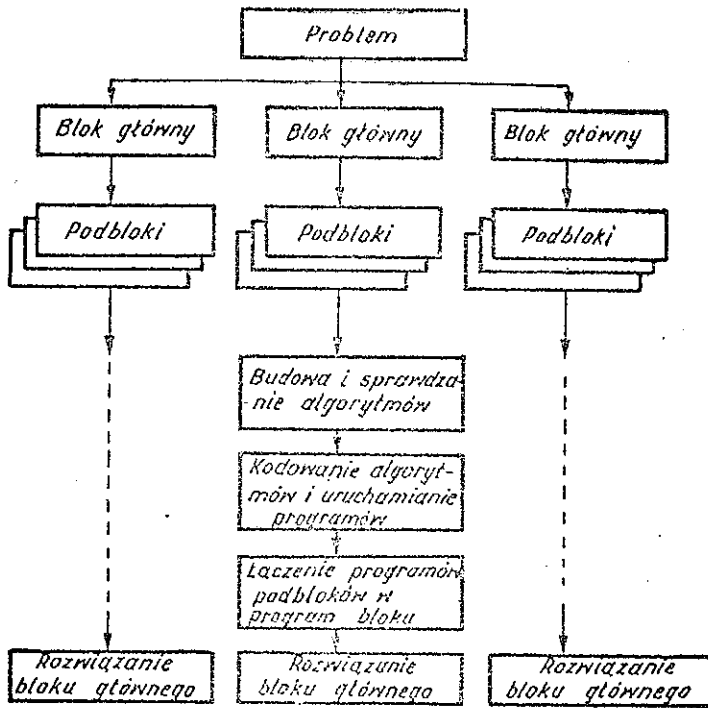 Problem
Blok główny
Blok główny
Blok główny
Podbloki
Podbloki
Podbloki
Budowa i sprawdza-
nie algorytmów
Kodowanie algoryt-
mów i uruchamianie
programów
Łączenie programów
podbloków w
program bloku
Rozwiązanie
bloku głównego
Rozwiązanie
bloku głównego
Rozwiązanie
bloku głównego